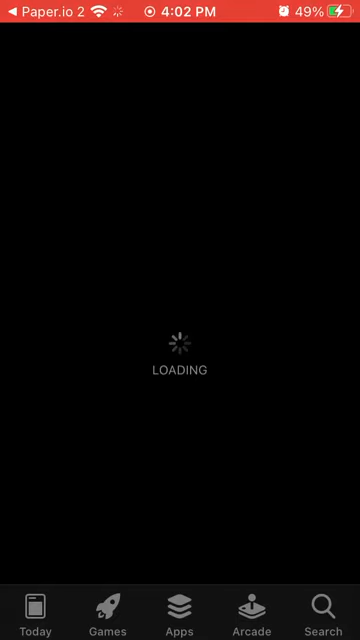 Paper.io 2
4:02 PM
49%
LOADING
Today
Games
Apps
Arcade
Search